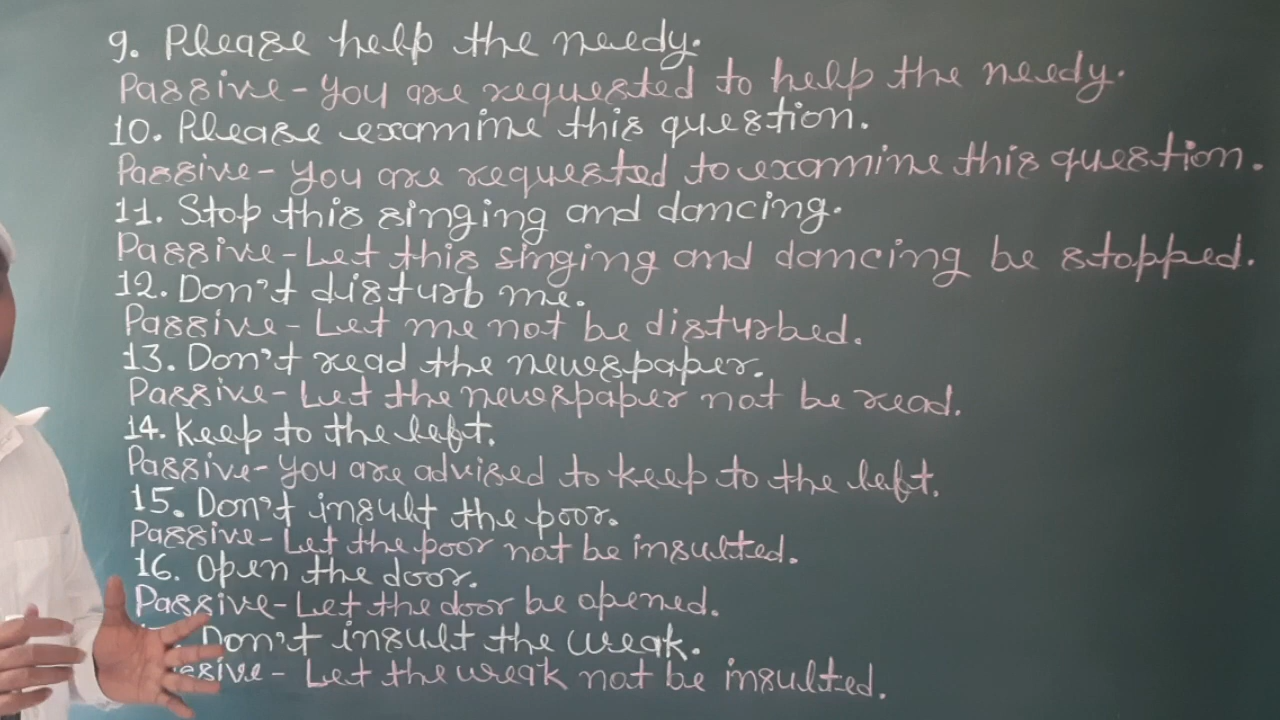 9. Please help the needy.
Passive- You are requested to help the needy.
10. Please examine this question.
Passive- You are requested to examine this question.
11. Stop this singing and dancing.
Passive- Let this singing and dancing be stopped.
12. Don't disturb me.
Passive- Let me not be disturbed.
13. Don't read the newspaper.
Passive- Let the newspaper not be read.
14. Keep to the left.
Passive- You are advised to keep to the left.
15. Don't insult the poor.
Passive- Let the poor not be insulted.
16. Open the door.
Passive- Let the door be opened.
Don't insult the weak.
Let the weak not be insulted.